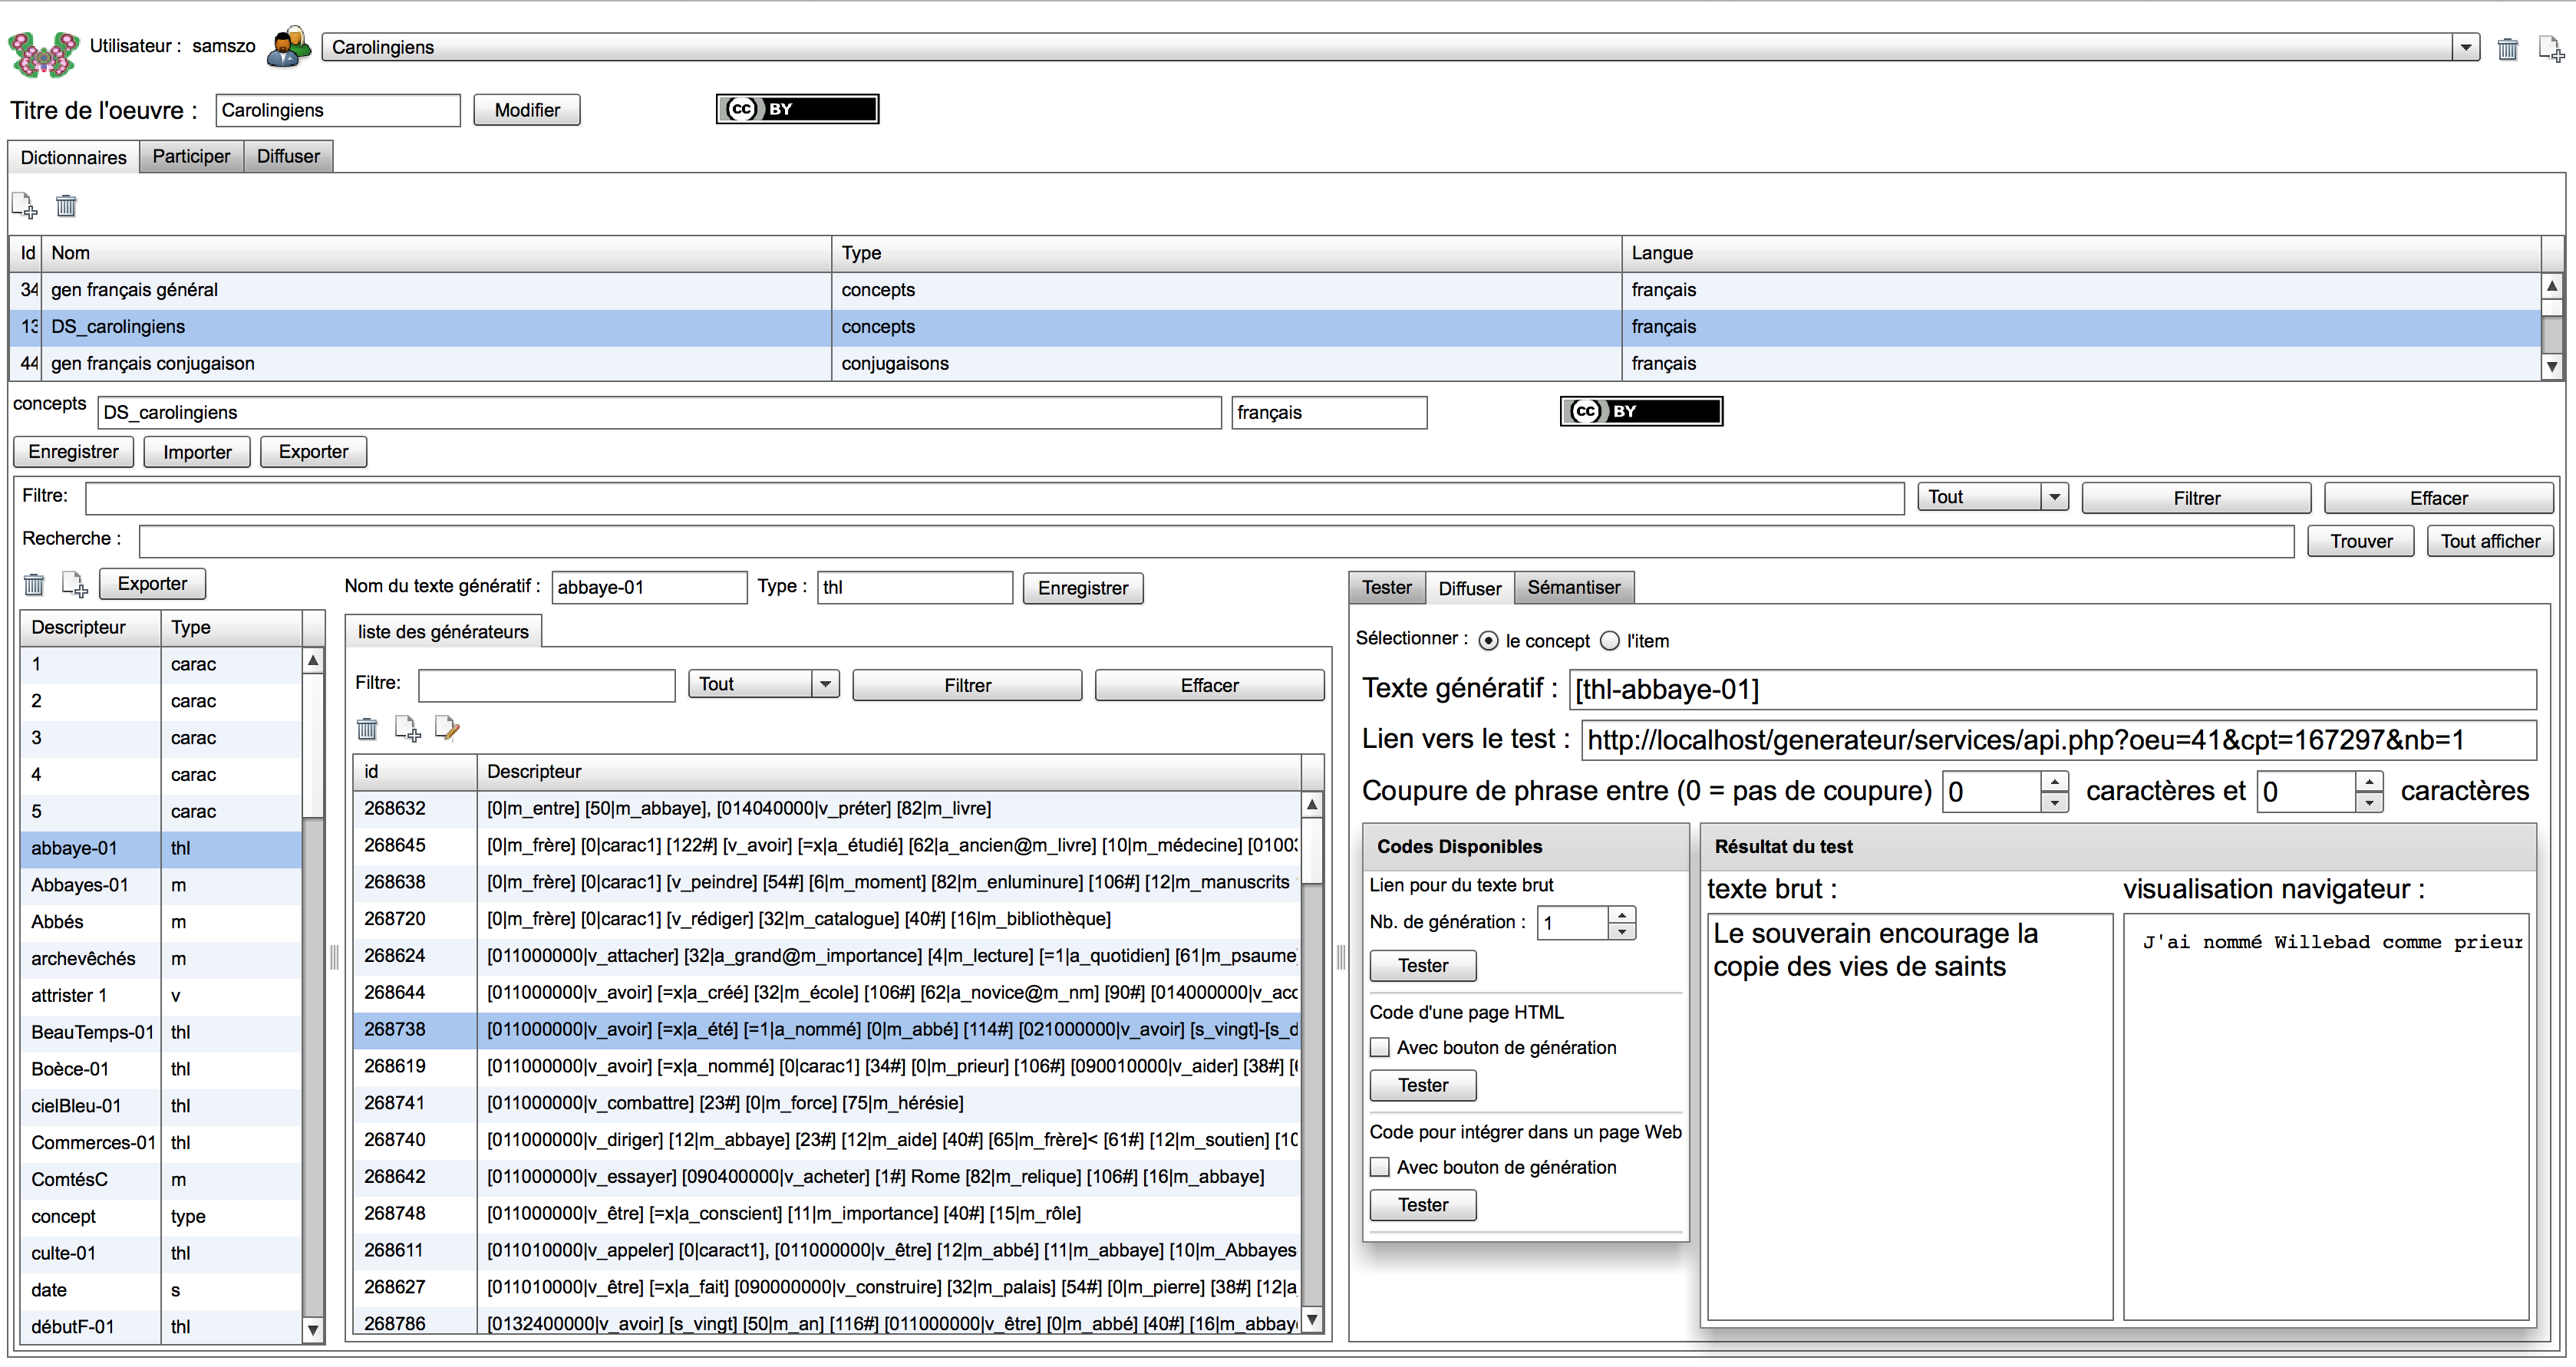 Utilisateur : samszo Carolingiens
Titre de l'oeuvre : Carolingiens Modifier cc BY
Dictionnaires Participer Diffuser
Id Nom Type Langue
34 gen français général concepts français
13 DS_carolingiens concepts français
44 gen français conjugaison conjugaisons français
concepts DS_carolingiens français cc BY
Enregistrer Importer Exporter
Filtre: Tout Filtrer Effacer
Recherche : Trouver Tout afficher
Exporter
Descripteur Type
1 carac
2 carac
3 carac
4 carac
5 carac
abbaye-01 thl
Abbayes-01 m
Abbés m
archevêchés m
attrister 1 v
BeauTemps-01 thl
Boèce-01 thl
cielBleu-01 thl
Commerces-01 thl
ComtésC m
concept type
culte-01 thl
date s
débutF-01 thl
Nom du texte génératif : abbaye-01 Type : thl Enregistrer
liste des générateurs
Filtre: Tout Filtrer Effacer
id Descripteur
268632 [0|m_entre] [50|m_abbaye], [014040000|v_préter] [82|m_livre]
268645 [0|m_frère] [0|carac1] [122#] [v_avoir] [=x|a_étudié] [62|a_ancien@m_livre] [10|m_médecine] [0100
268638 [0|m_frère] [0|carac1] [v_peindre] [54#] [6|m_moment] [82|m_enluminure] [106#] [12|m_manuscrits
268720 [0|m_frère] [0|carac1] [v_rédiger] [32|m_catalogue] [40#] [16|m_bibliothèque]
268624 [011000000|v_attacher] [32|a_grand@m_importance] [4|m_lecture] [=1|a_quotidien] [61|m_psaume]
268644 [011000000|v_avoir] [=x|a_créé] [32|m_école] [106#] [62|a_novice@m_nm] [90#] [014000000|v_acc
268738 [011000000|v_avoir] [=x|a_été] [=1|a_nommé] [0|m_abbé] [114#] [021000000|v_avoir] [s_vingt]-[s_d
268619 [011000000|v_avoir] [=x|a_nommé] [0|carac1] [34#] [0|m_prieur] [106#] [090010000|v_aider] [38#] [
268741 [011000000|v_combattre] [23#] [0|m_force] [75|m_hérésie]
268740 [011000000|v_diriger] [12|m_abbaye] [23#] [12|m_aide] [40#] [65|m_frère]< [61#] [12|m_soutien] [10
268642 [011000000|v_essayer] [090400000|v_acheter] [1#] Rome [82|m_relique] [106#] [16|m_abbaye]
268748 [011000000|v_être] [=x|a_conscient] [11|m_importance] [40#] [15|m_rôle]
268611 [011010000|v_appeler] [0|caract1], [011000000|v_être] [12|m_abbé] [11|m_abbaye] [10|m_Abbayes
268627 [011010000|v_être] [=x|a_fait] [090000000|v_construire] [32|m_palais] [54#] [0|m_pierre] [38#] [12|a
268786 [0132400000|v_avoir] [s_vingt] [50|m_an] [116#] [011000000|v_être] [0|m_abbé] [40#] [16|m_abbay
Tester Diffuser Sémantiser
Sélectionner : le concept l'item
Texte génératif : [thl-abbaye-01]
Lien vers le test : http://localhost/generateur/services/api.php?oeu=41&cpt=167297&nb=1
Coupure de phrase entre (0 = pas de coupure) 0 caractères et 0 caractères
Codes Disponibles
Lien pour du texte brut
Nb. de génération : 1
Tester
Code d'une page HTML
Avec bouton de génération
Tester
Code pour intégrer dans un page Web
Avec bouton de génération
Tester
Résultat du test
texte brut :
Le souverain encourage la
copie des vies de saints
visualisation navigateur :
J'ai nommé Willebad comme prieur